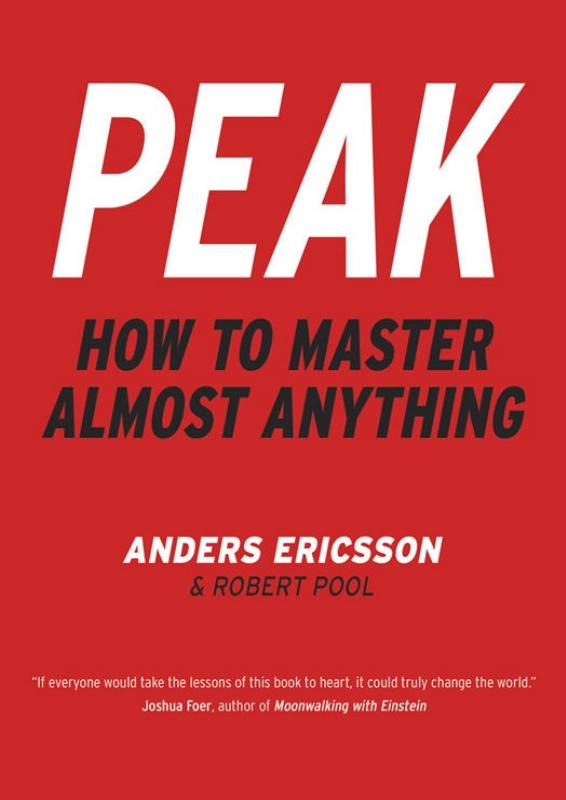 PEAK
HOW TO MASTER
ALMOST ANYTHING
ANDERS ERICSSON
& ROBERT POOL
“If everyone would take the lessons of this book to heart, it could truly change the world.”
Joshua Foer, author of Moonwalking with Einstein